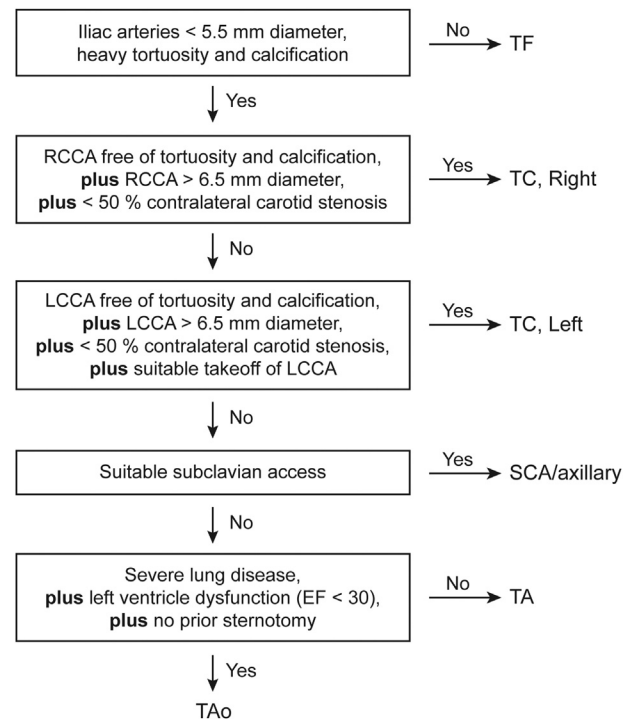 Iliac arteries < 5.5 mm diameter,
heavy tortuosity and calcification
No
TF
Yes
RCCA free of tortuosity and calcification,
plus RCCA > 6.5 mm diameter,
plus < 50 % contralateral carotid stenosis
Yes
TC, Right
No
LCCA free of tortuosity and calcification,
plus LCCA > 6.5 mm diameter,
plus < 50 % contralateral carotid stenosis,
plus suitable takeoff of LCCA
Yes
TC, Left
No
Suitable subclavian access
Yes
SCA/axillary
No
Severe lung disease,
plus left ventricle dysfunction (EF < 30),
plus no prior sternotomy
No
TA
Yes
TAo